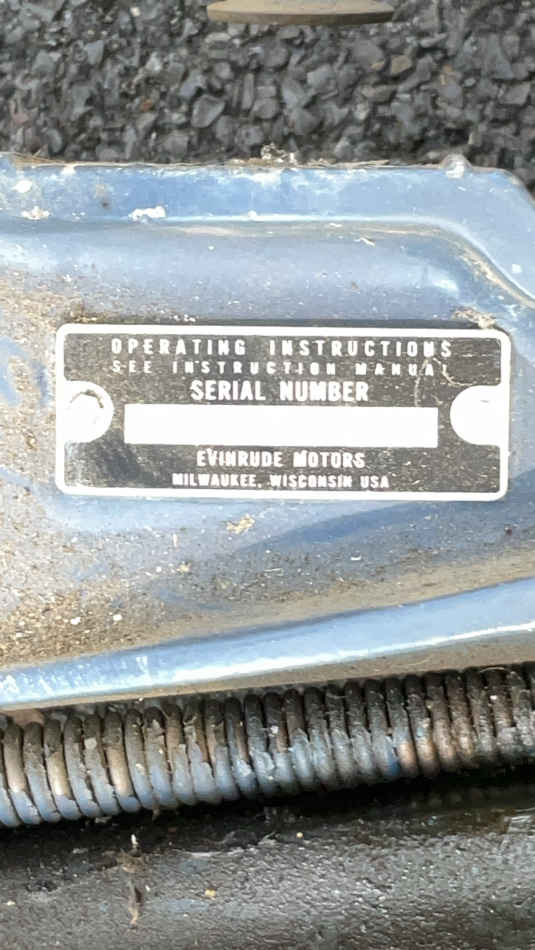 OPERATING INSTRUCTIONS
SEE INSTRUCTION MANUAL
SERIAL NUMBER
EVINRUDE MOTORS
MILWAUKEE, WISCONSIN USA